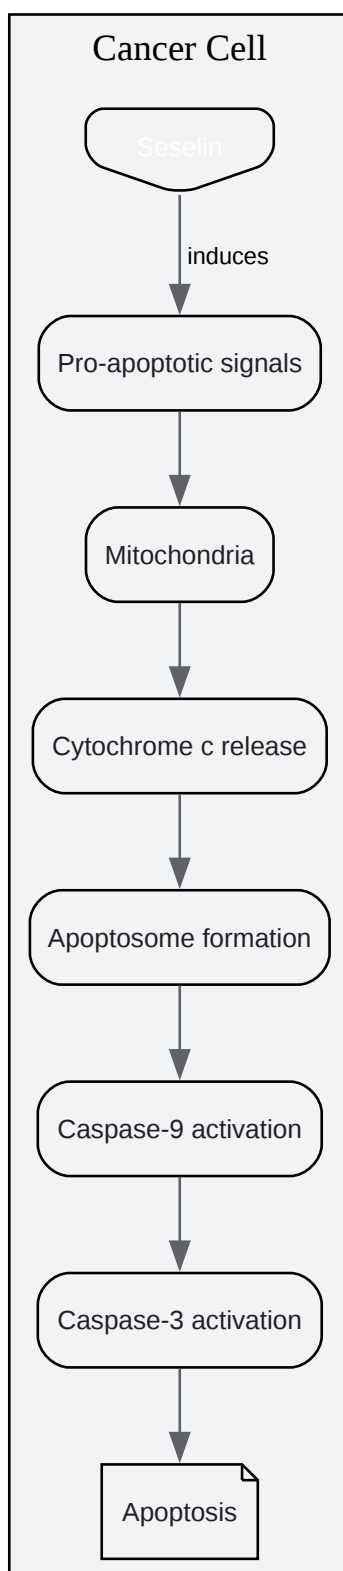 Cancer Cell
Seselin
induces
Pro-apoptotic signals
Mitochondria
Cytochrome c release
Apoptosome formation
Caspase-9 activation
Caspase-3 activation
Apoptosis